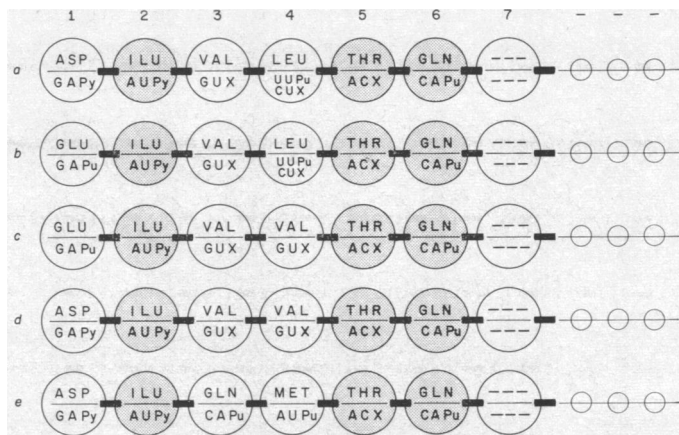 1 2 3 4 5 6 7 – – –
a ASP ILU VAL LEU THR GLN ---
GAPy AUPy GUX UUPu CUX ACX CAPu ---
b GLU ILU VAL LEU THR GLN ---
GAPu AUPy GUX UUPu CUX ACX CAPu ---
c GLU ILU VAL VAL THR GLN ---
GAPu AUPy GUX GUX ACX CAPu ---
d ASP ILU VAL VAL THR GLN ---
GAPy AUPy GUX GUX ACX CAPu ---
e ASP ILU GLN MET THR GLN ---
GAPy AUPy CAPu AUPu ACX CAPu ---